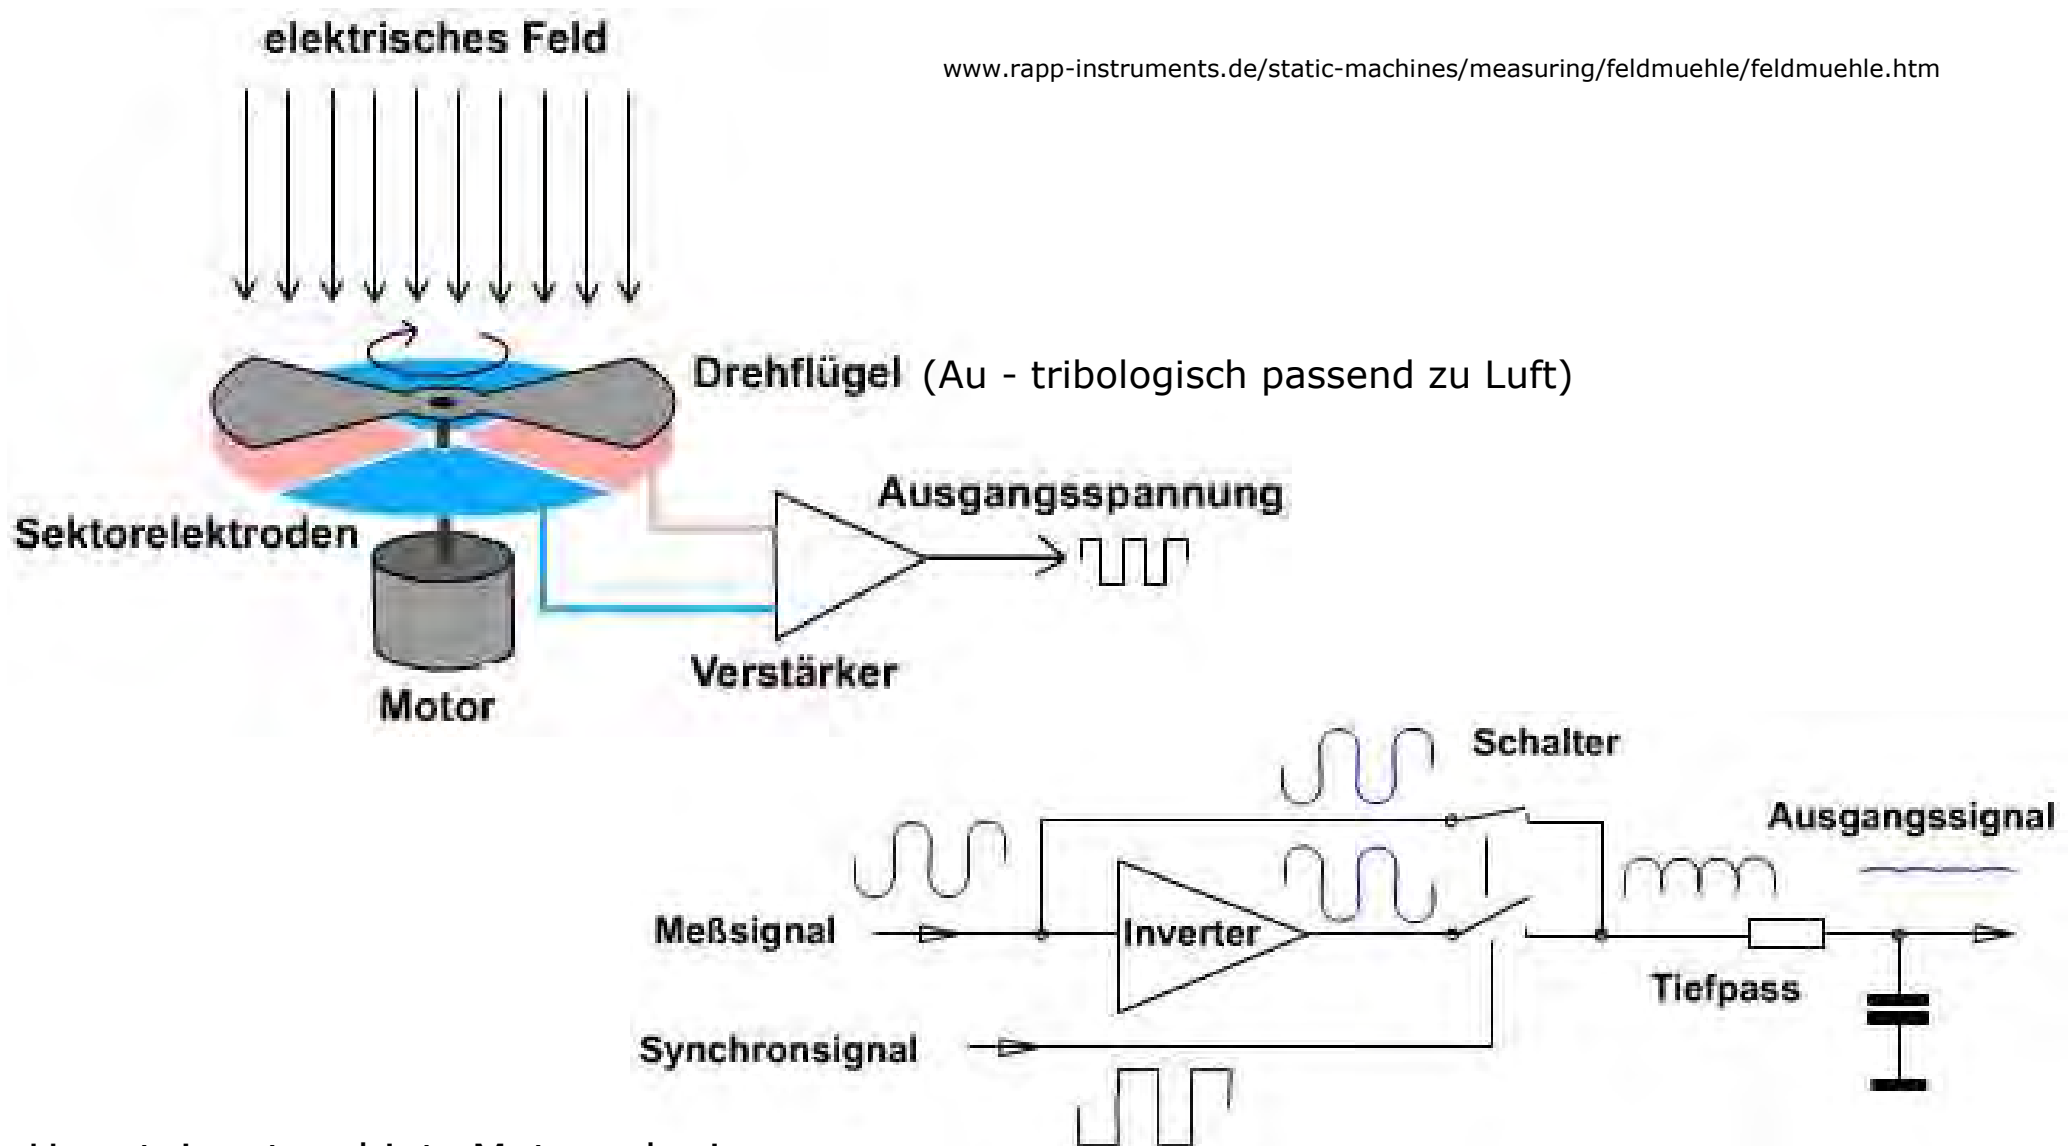 elektrisches Feld
www.rapp-instruments.de/static-machines/measuring/feldmuehle/feldmuehle.htm
Drehflügel (Au - tribologisch passend zu Luft)
Ausgangsspannung
Sektorelektroden
Verstärker
Motor
Schalter
Ausgangssignal
Meßsignal
Inverter
Tiefpass
Synchronsignal